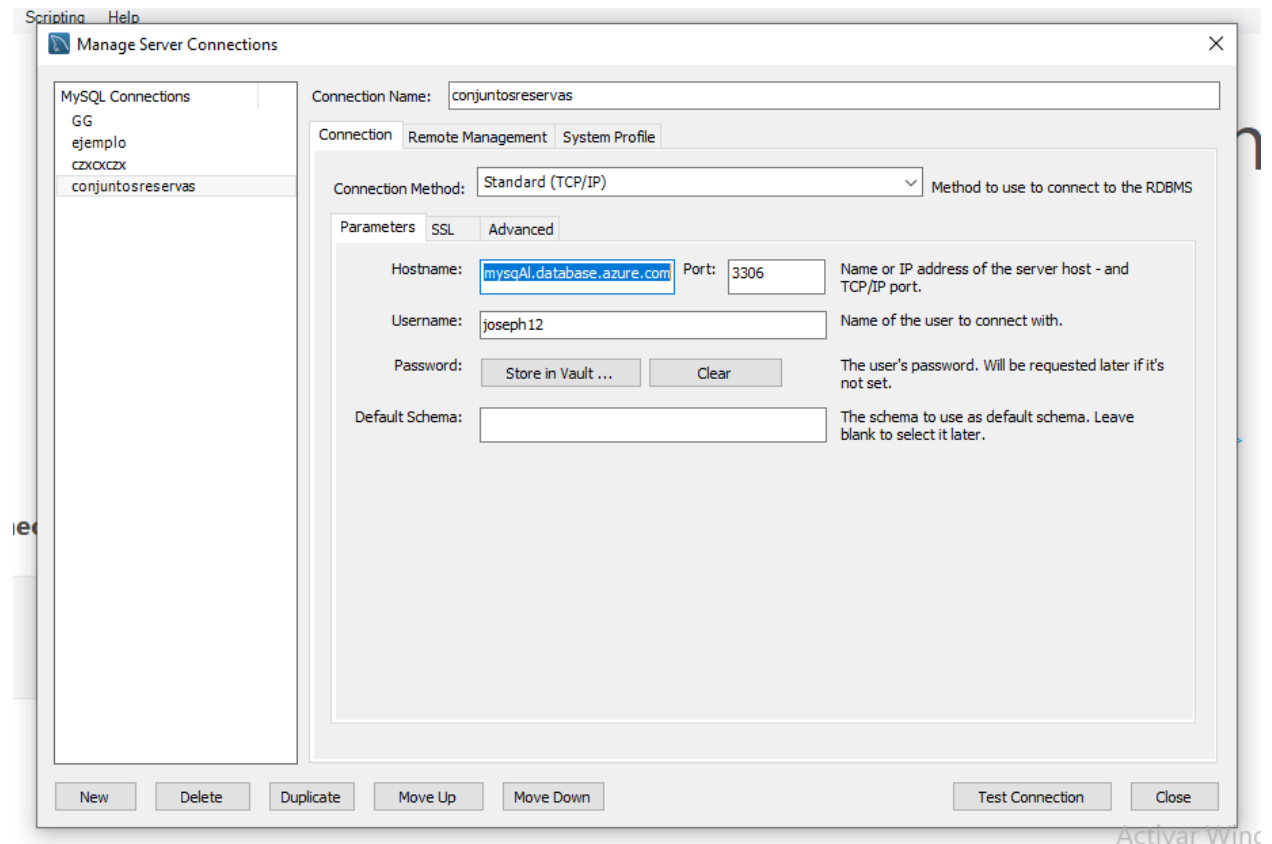 Scripting Help
Manage Server Connections
MySQL Connections
GG
ejemplo
czxcxczx
conjuntosreservas
Connection Name: conjuntosreservas
Connection Remote Management System Profile
Connection Method: Standard (TCP/IP) Method to use to connect to the RDBMS
Parameters SSL Advanced
Hostname: mysqAl.database.azure.com Port: 3306 Name or IP address of the server host - and
TCP/IP port.
Username: joseph12 Name of the user to connect with.
Password: Store in Vault ... Clear The user's password. Will be requested later if it's
not set.
Default Schema: The schema to use as default schema. Leave
blank to select it later.
New Delete Duplicate Move Up Move Down Test Connection Close
Activar